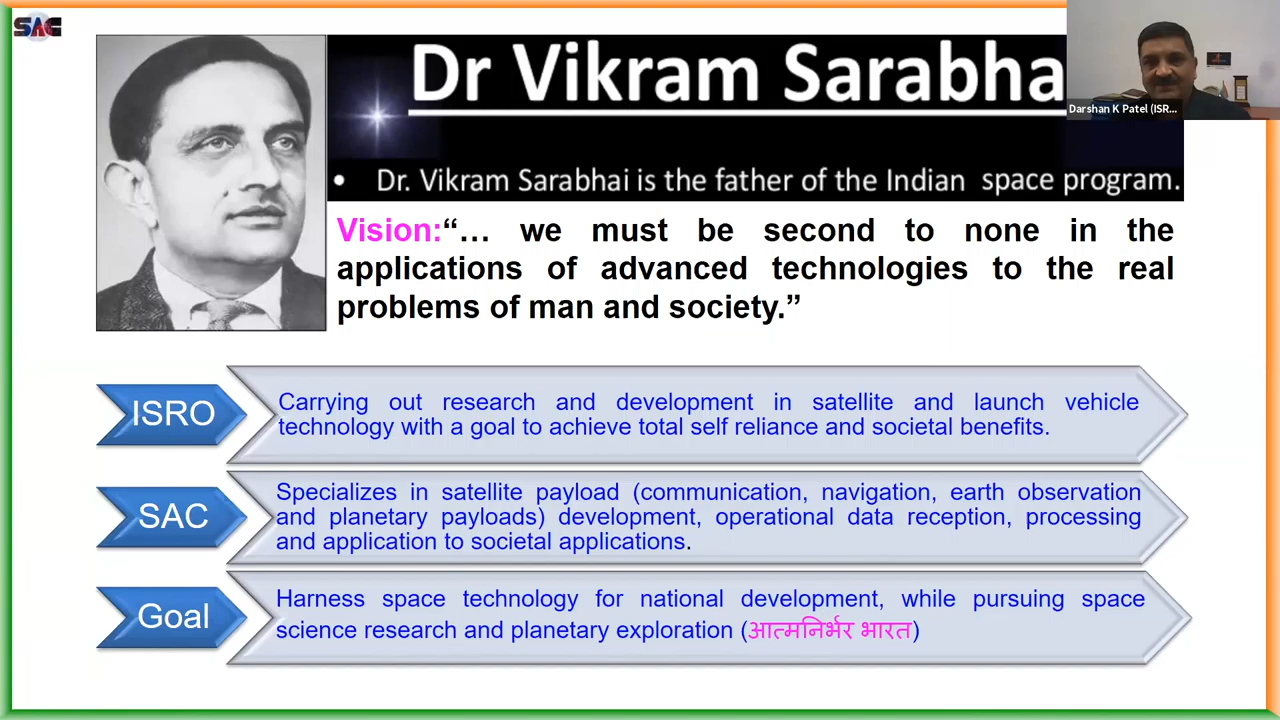 SAC
Dr Vikram Sarabha
Darshan K Patel (ISR...
• Dr. Vikram Sarabhai is the father of the Indian space program.
Vision:“… we must be second to none in the
applications of advanced technologies to the real
problems of man and society.”
ISRO
Carrying out research and development in satellite and launch vehicle
technology with a goal to achieve total self reliance and societal benefits.
SAC
Specializes in satellite payload (communication, navigation, earth observation
and planetary payloads) development, operational data reception, processing
and application to societal applications.
Goal
Harness space technology for national development, while pursuing space
science research and planetary exploration (आत्मनिर्भर भारत)